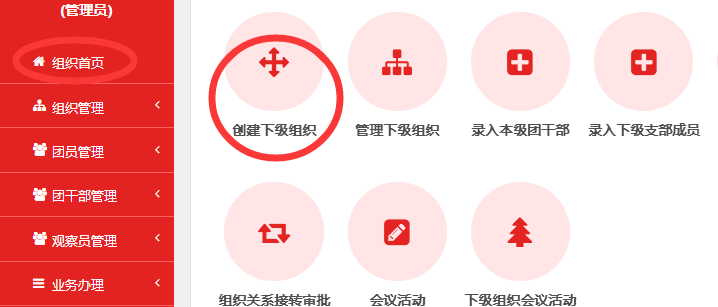 (管理员)
组织首页
组织管理
团员管理
团干部管理
观察员管理
业务办理
创建下级组织
管理下级组织
录入本级团干部
录入下级支部成员
组织关系接转审批
会议活动
下级组织会议活动